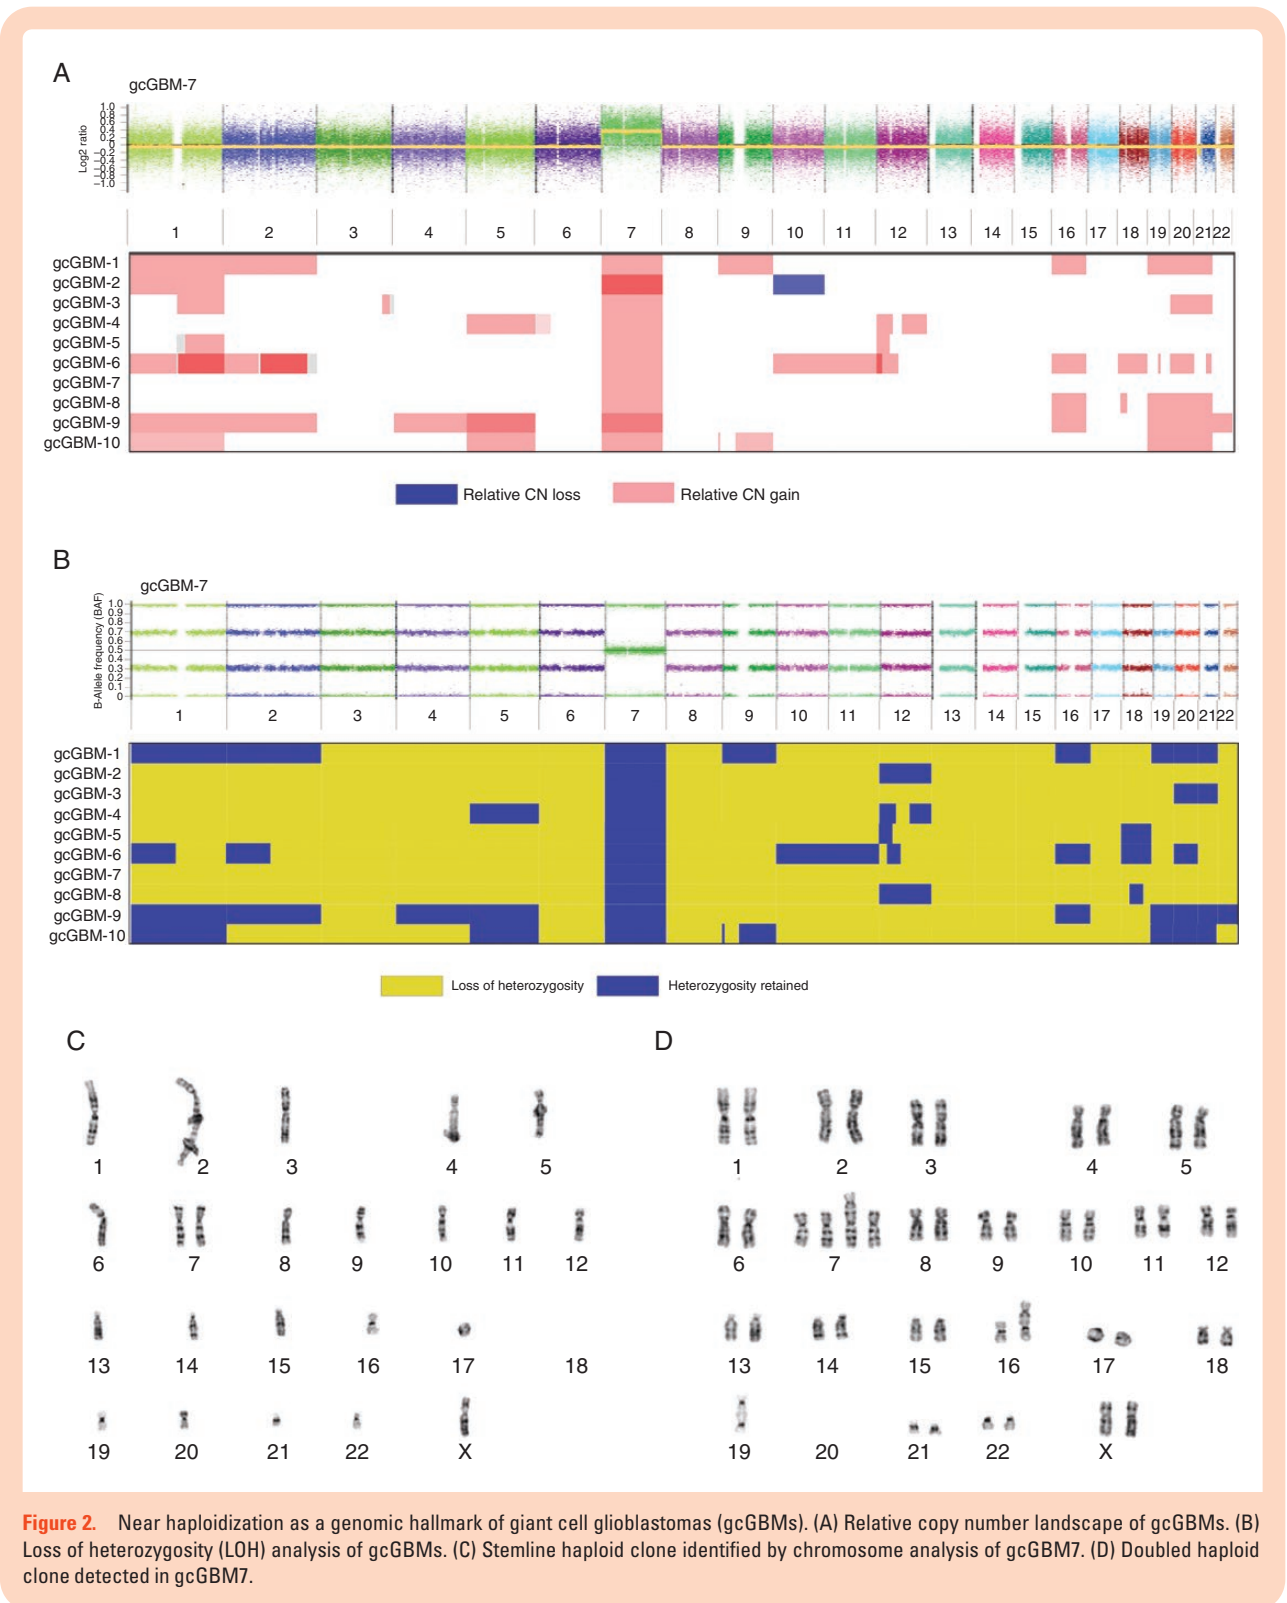 A
gcGBM-7
Log2 ratio
1.0
0.8
0.6
0.4
0.2
0.0
−0.2
−0.4
−0.6
−0.8
−1.0
1 2 3 4 5 6 7 8 9 10 11 12 13 14 15 16 17 18 19 20 21 22
gcGBM-1
gcGBM-2
gcGBM-3
gcGBM-4
gcGBM-5
gcGBM-6
gcGBM-7
gcGBM-8
gcGBM-9
gcGBM-10
Relative CN loss Relative CN gain
B
gcGBM-7
B-Allele frequency (BAF)
1.0
0.9
0.8
0.7
0.6
0.5
0.4
0.3
0.2
0.1
0
1 2 3 4 5 6 7 8 9 10 11 12 13 14 15 16 17 18 19 20 21 22
gcGBM-1
gcGBM-2
gcGBM-3
gcGBM-4
gcGBM-5
gcGBM-6
gcGBM-7
gcGBM-8
gcGBM-9
gcGBM-10
Loss of heterozygosity Heterozygosity retained
C
1 2 3 4 5
6 7 8 9 10 11 12
13 14 15 16 17 18
19 20 21 22 X
D
1 2 3 4 5
6 7 8 9 10 11 12
13 14 15 16 17 18
19 20 21 22 X
Figure 2. Near haploidization as a genomic hallmark of giant cell glioblastomas (gcGBMs). (A) Relative copy number landscape of gcGBMs. (B)
Loss of heterozygosity (LOH) analysis of gcGBMs. (C) Stemline haploid clone identified by chromosome analysis of gcGBM7. (D) Doubled haploid
clone detected in gcGBM7.